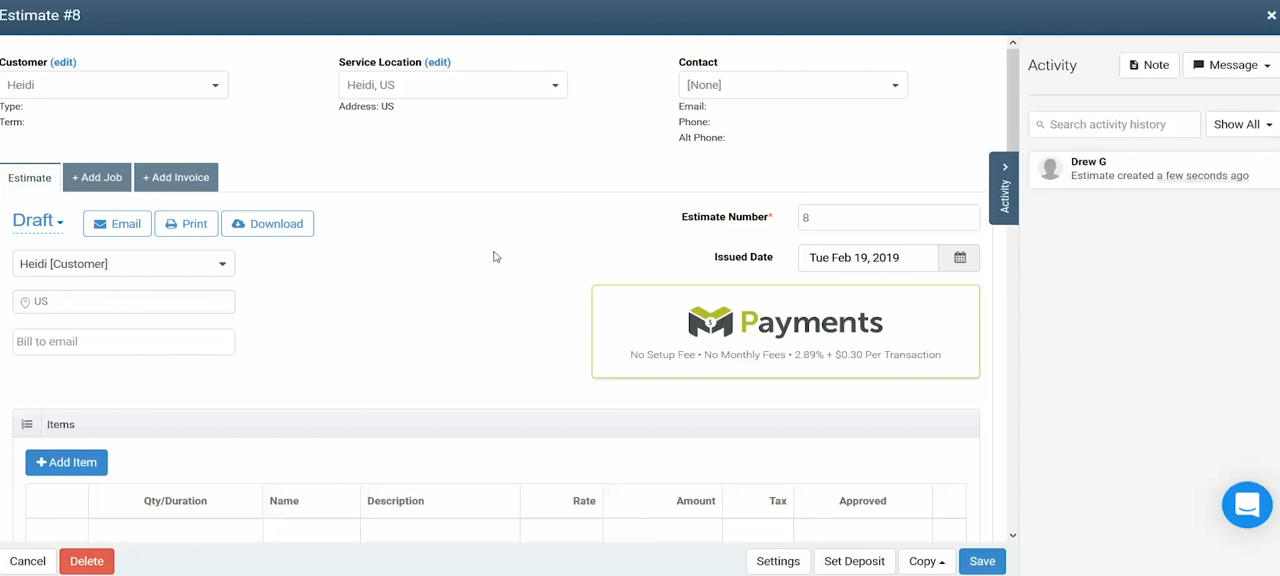 Estimate #8
Customer (edit)
Heidi
Type:
Term:
Service Location (edit)
Heidi, US
Address: US
Contact
[None]
Email:
Phone:
Alt Phone:
Activity
Note
Message
Search activity history
Show All
Drew G
Estimate created a few seconds ago
Activity
Estimate
+ Add Job
+ Add Invoice
Draft
Email
Print
Download
Heidi [Customer]
US
Bill to email
Estimate Number*
8
Issued Date
Tue Feb 19, 2019
Payments
No Setup Fee • No Monthly Fees • 2.89% + $0.30 Per Transaction
Items
Add Item
Qty/Duration
Name
Description
Rate
Amount
Tax
Approved
Cancel
Delete
Settings
Set Deposit
Copy
Save